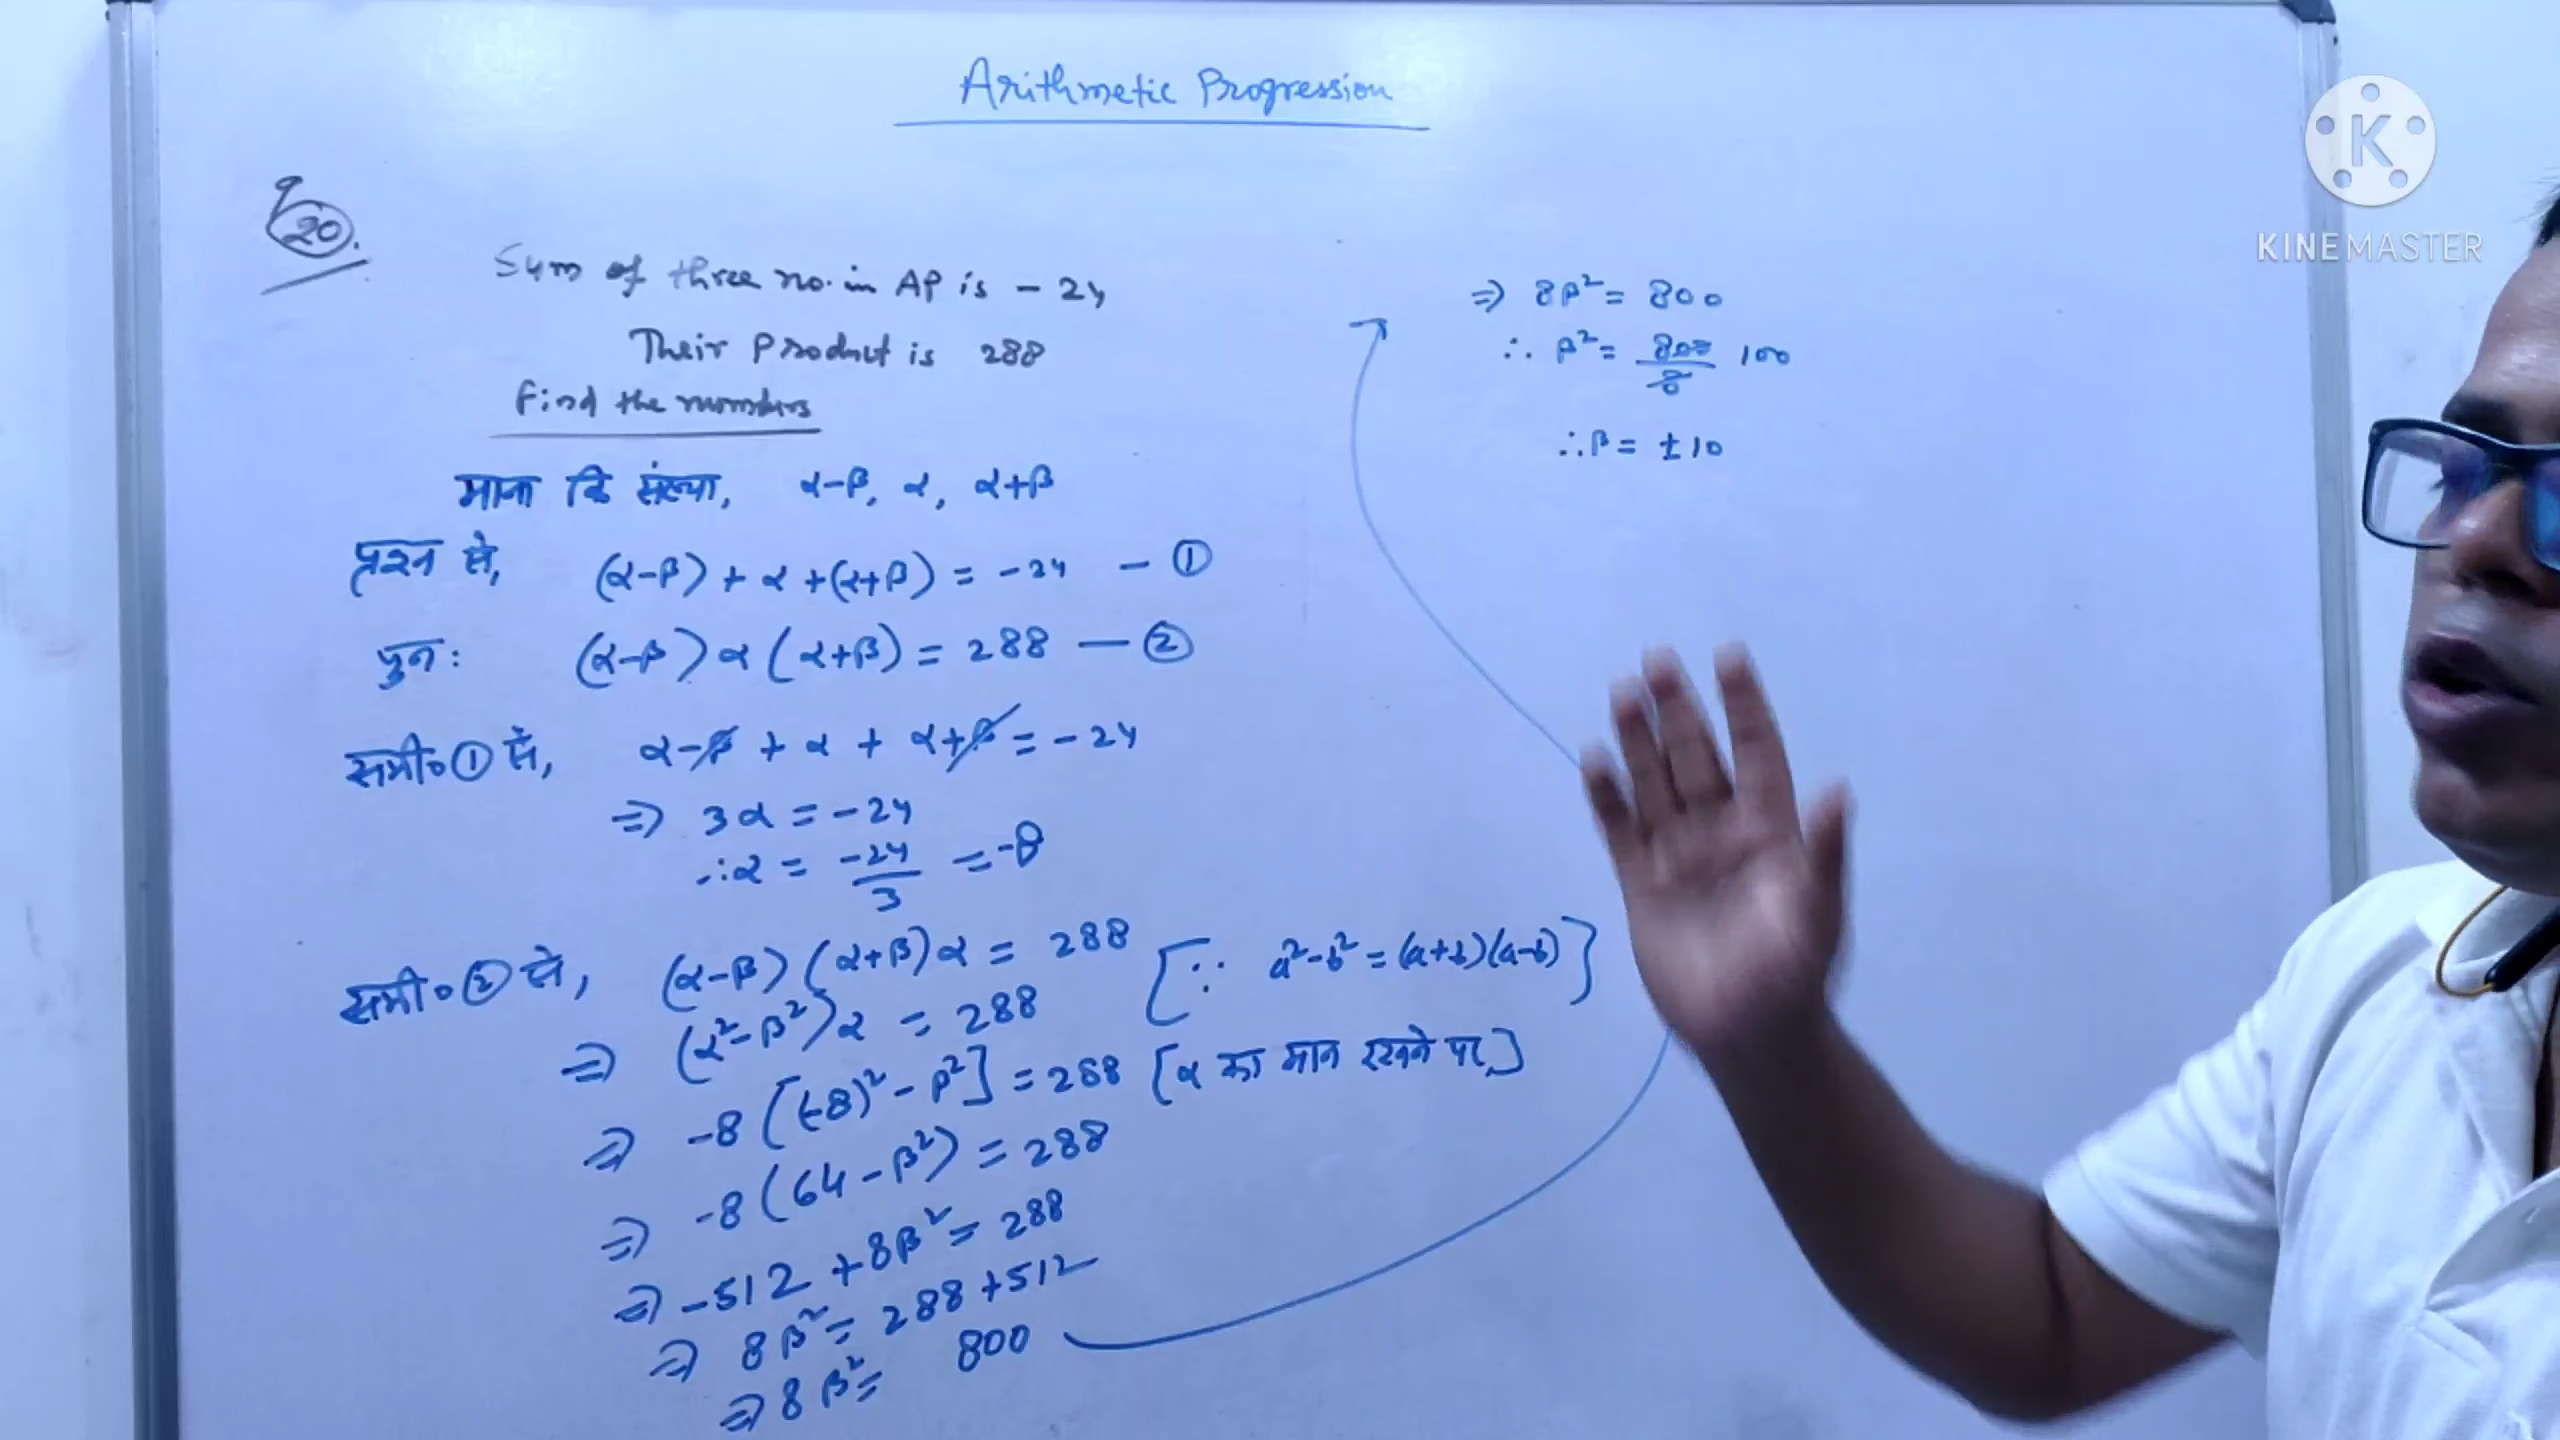 Arithmetic Progression
K
KINEMASTER
Q 20.
Sum of three no. in AP is - 24,
Their Product is 288
find the numbers
माना कि संख्या, α-β, α, α+β
प्रश्न से, (α-β) + α + (α+β) = -24 - ①
पुनः (α-β) α (α+β) = 288 — ②
समी० ① से, α-β + α + α+β = -24
⇒ 3α = -24
∴ α = -24/3 = -8
समी० ② से, (α-β) (α+β) α = 288 [∵ a²-b² = (a+b)(a-b)]
⇒ (α²-β²) α = 288
⇒ -8 [(-8)² - β²] = 288 [α का मान रखने पर,]
⇒ -8 (64 - β²) = 288
⇒ -512 + 8β² = 288
⇒ 8β² = 288 + 512
⇒ 8β² = 800
⇒ 8β² = 800
∴ β² = 800/8 100
∴ β = ± 10